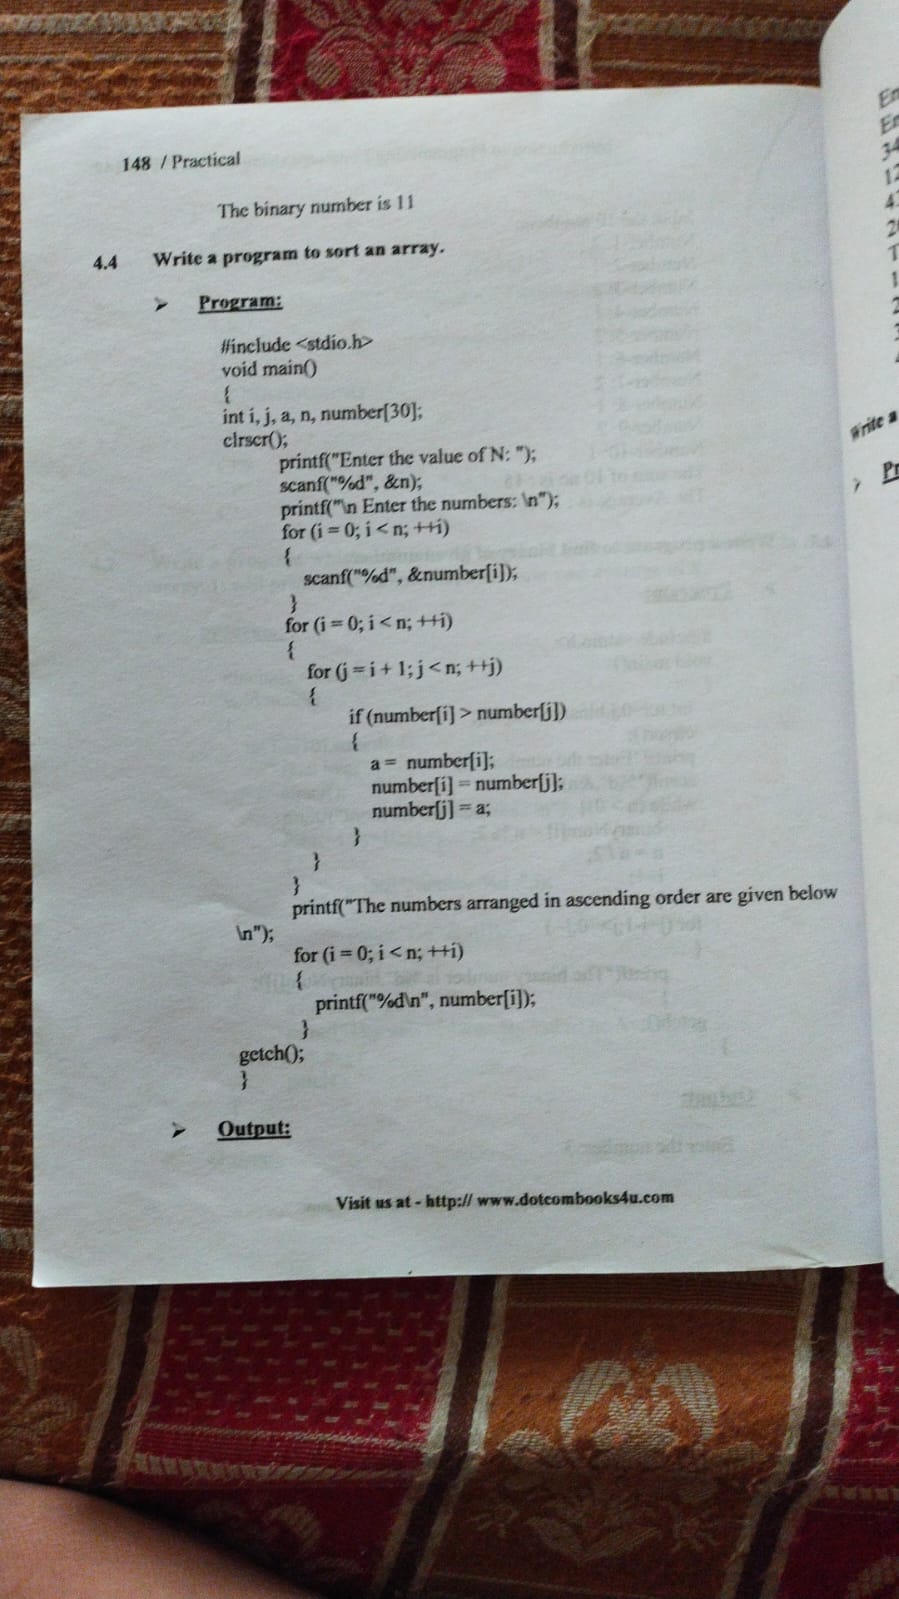 148 / Practical
The binary number is 11
4.4 Write a program to sort an array.
➢ Program:
#include <stdio.h>
void main()
{
int i, j, a, n, number[30];
clrscr();
printf("Enter the value of N: ");
scanf("%d", &n);
printf("\n Enter the numbers: \n");
for (i = 0; i < n; ++i)
{
scanf("%d", &number[i]);
}
for (i = 0; i < n; ++i)
{
for (j = i + 1; j < n; ++j)
{
if (number[i] > number[j])
{
a = number[i];
number[i] = number[j];
number[j] = a;
}
}
}
printf("The numbers arranged in ascending order are given below
\n");
for (i = 0; i < n; ++i)
{
printf("%d\n", number[i]);
}
getch();
}
➢ Output:
Visit us at - http:// www.dotcombooks4u.com
34
Write a